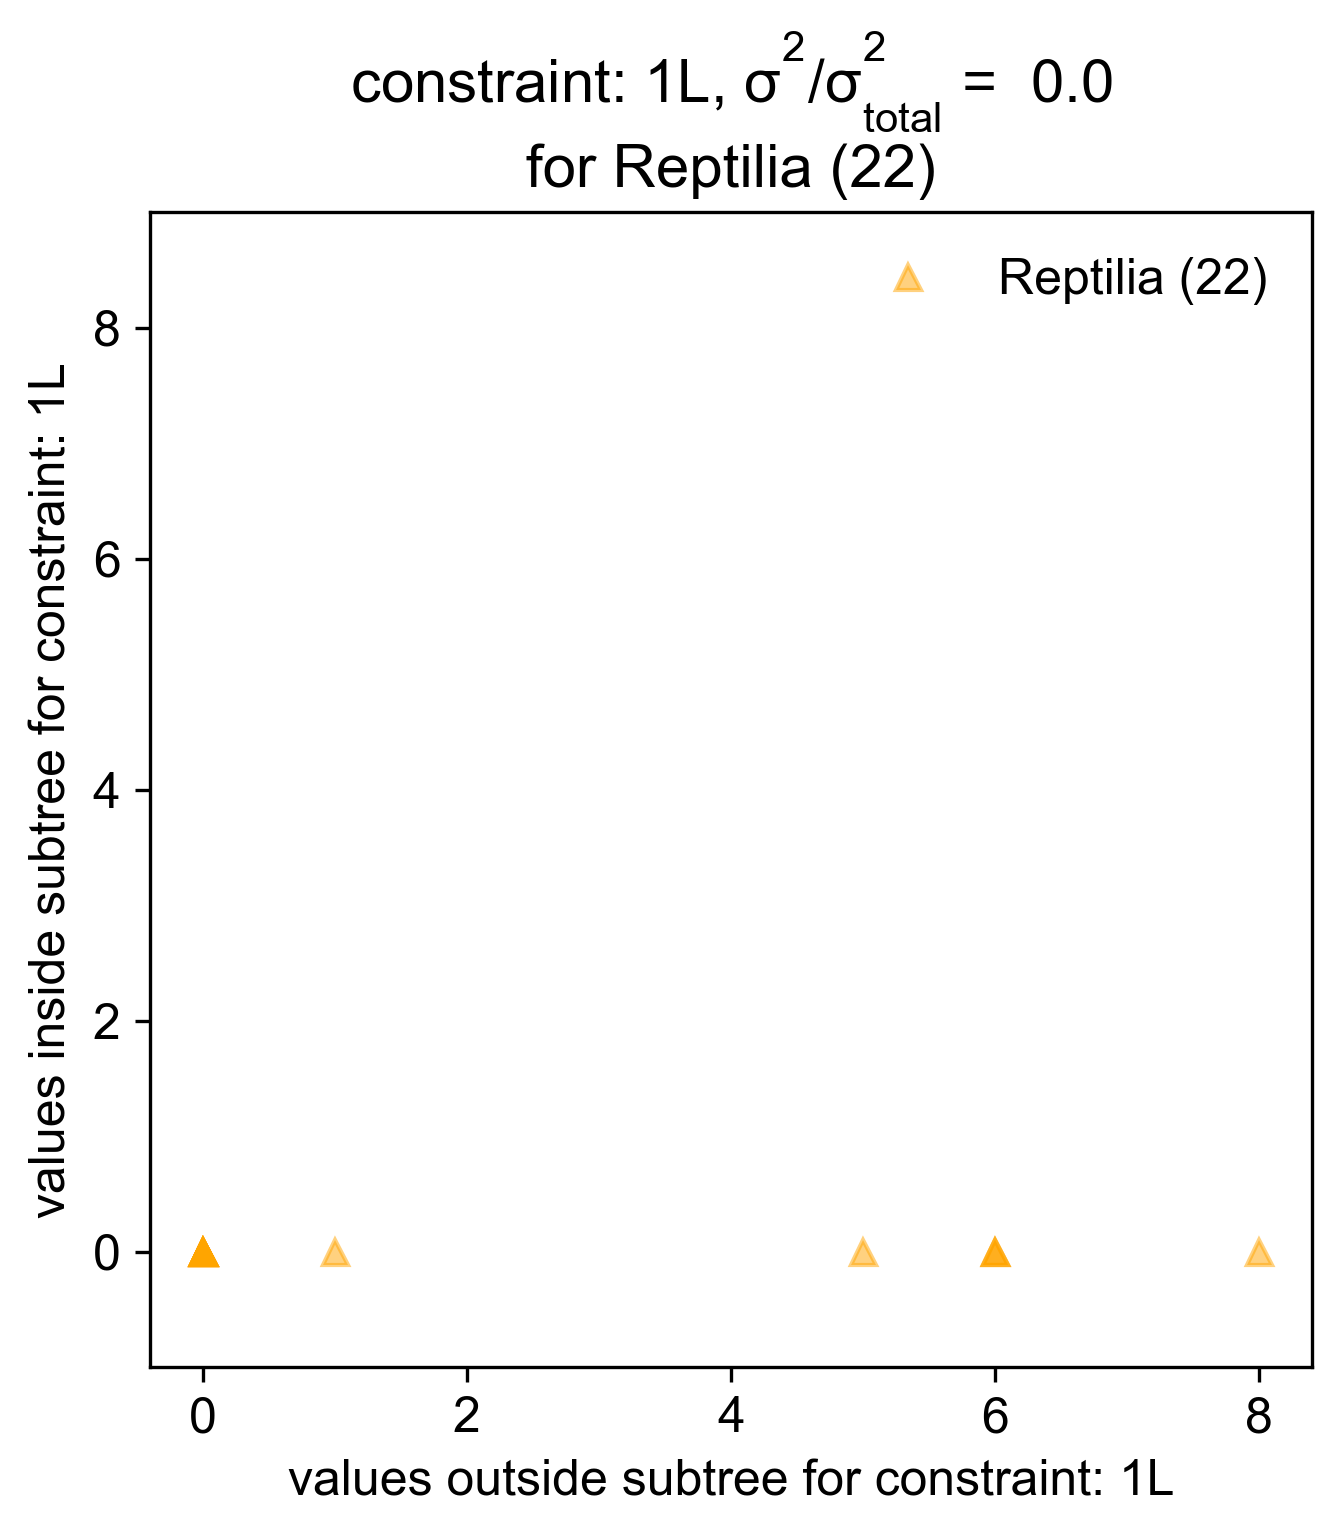 constraint: 1L, σ²/σ²total = 0.0
for Reptilia (22)
Reptilia (22)
values inside subtree for constraint: 1L
8
6
4
2
0
0 2 4 6 8
values outside subtree for constraint: 1L